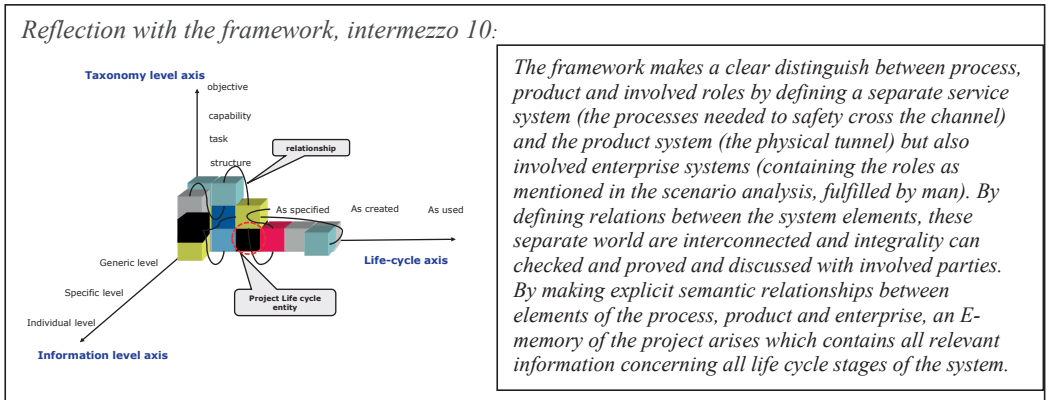 Reflection with the framework, intermezzo 10:
Taxonomy level axis
objective
capability
task
structure
relationship
As specified
As created
As used
Life-cycle axis
Generic level
Specific level
Individual level
Information level axis
Project Life cycle
entity
The framework makes a clear distinguish between process,
product and involved roles by defining a separate service
system (the processes needed to safety cross the channel)
and the product system (the physical tunnel) but also
involved enterprise systems (containing the roles as
mentioned in the scenario analysis, fulfilled by man). By
defining relations between the system elements, these
separate world are interconnected and integrality can
checked and proved and discussed with involved parties.
By making explicit semantic relationships between
elements of the process, product and enterprise, an E-
memory of the project arises which contains all relevant
information concerning all life cycle stages of the system.